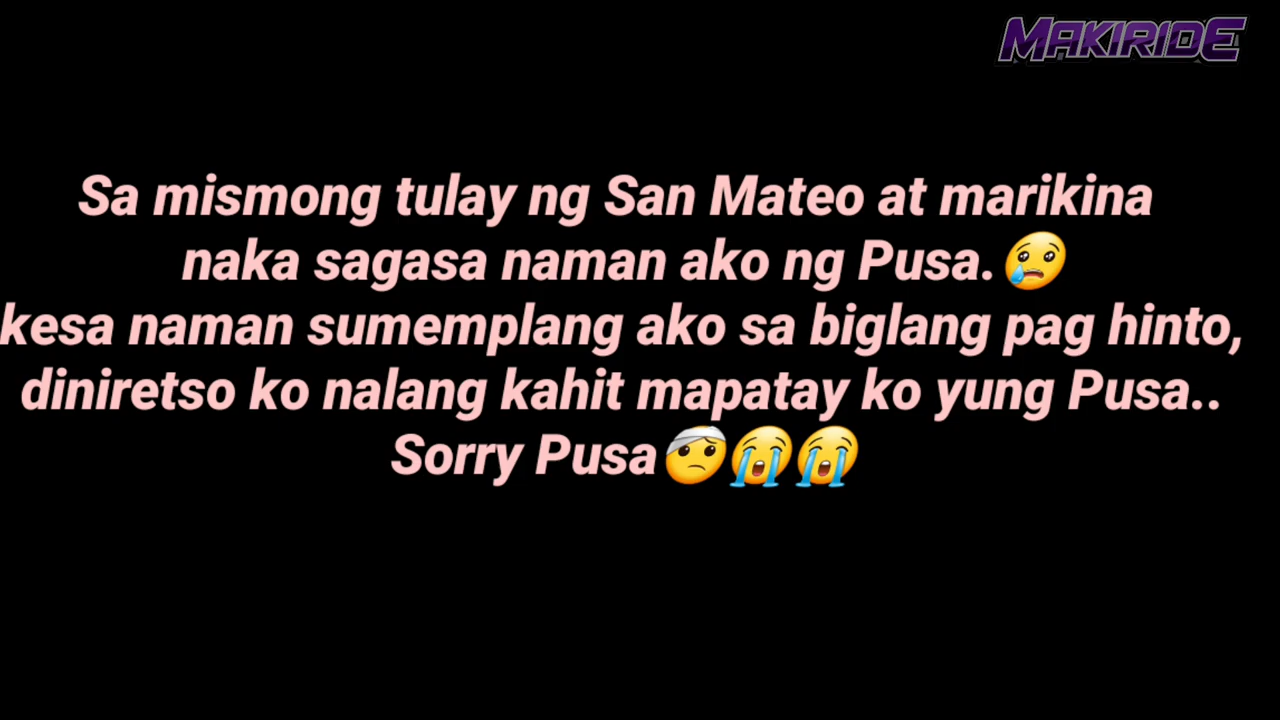 MAKIRIDE
Sa mismong tulay ng San Mateo at marikina
naka sagasa naman ako ng Pusa.😢
kesa naman sumemplang ako sa biglang pag hinto,
diniretso ko nalang kahit mapatay ko yung Pusa..
Sorry Pusa🤕😭😭